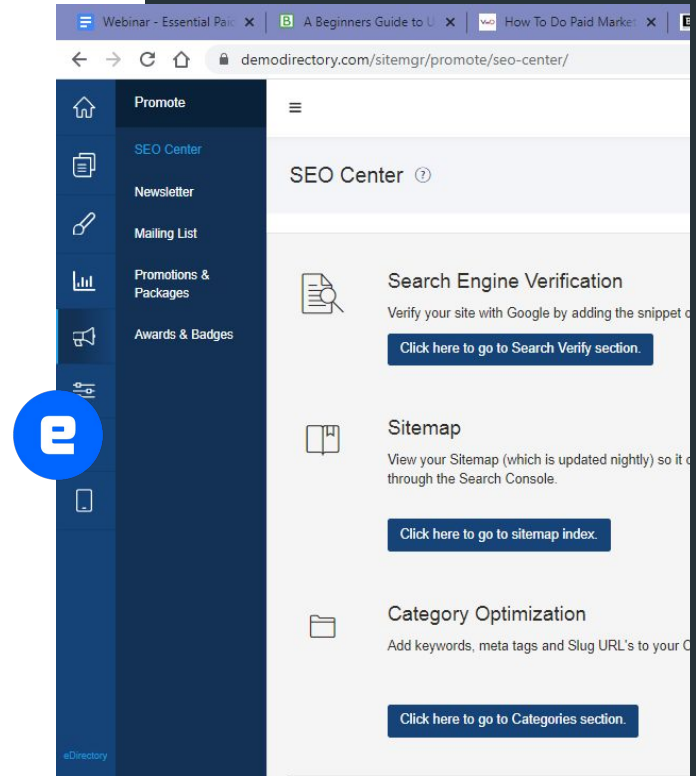 Webinar - Essential Paid
A Beginners Guide to U
How To Do Paid Market
demodirectory.com/sitemgr/promote/seo-center/
Promote
SEO Center
Newsletter
Mailing List
Promotions &
Packages
Awards & Badges
eDirectory
SEO Center
Search Engine Verification
Verify your site with Google by adding the snippet
Click here to go to Search Verify section.
Sitemap
View your Sitemap (which is updated nightly) so it
through the Search Console.
Click here to go to sitemap index.
Category Optimization
Add keywords, meta tags and Slug URL's to your
Click here to go to Categories section.
e